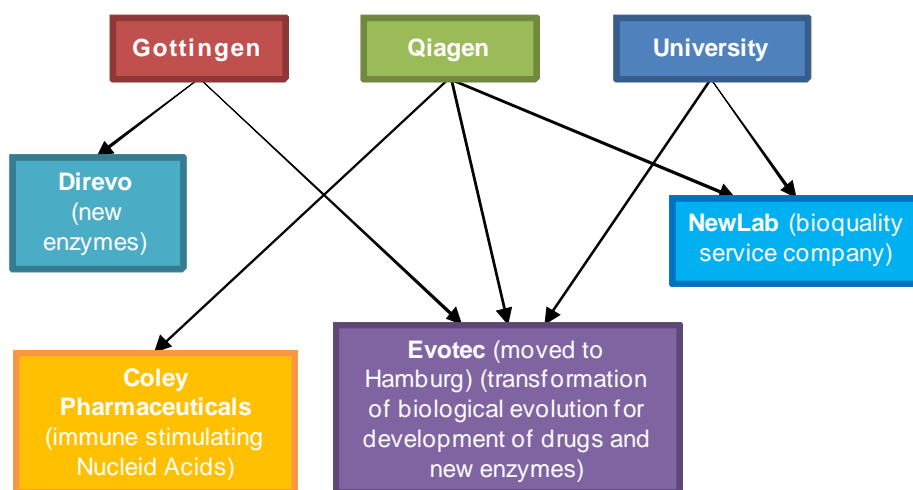 Gottingen
Qiagen
University
Direvo
(new
enzymes)
NewLab (bioquality
service company)
Coley
Pharmaceuticals
(immune stimulating
Nucleid Acids)
Evotec (moved to
Hamburg) (transformation
of biological evolution for
development of drugs and
new enzymes)